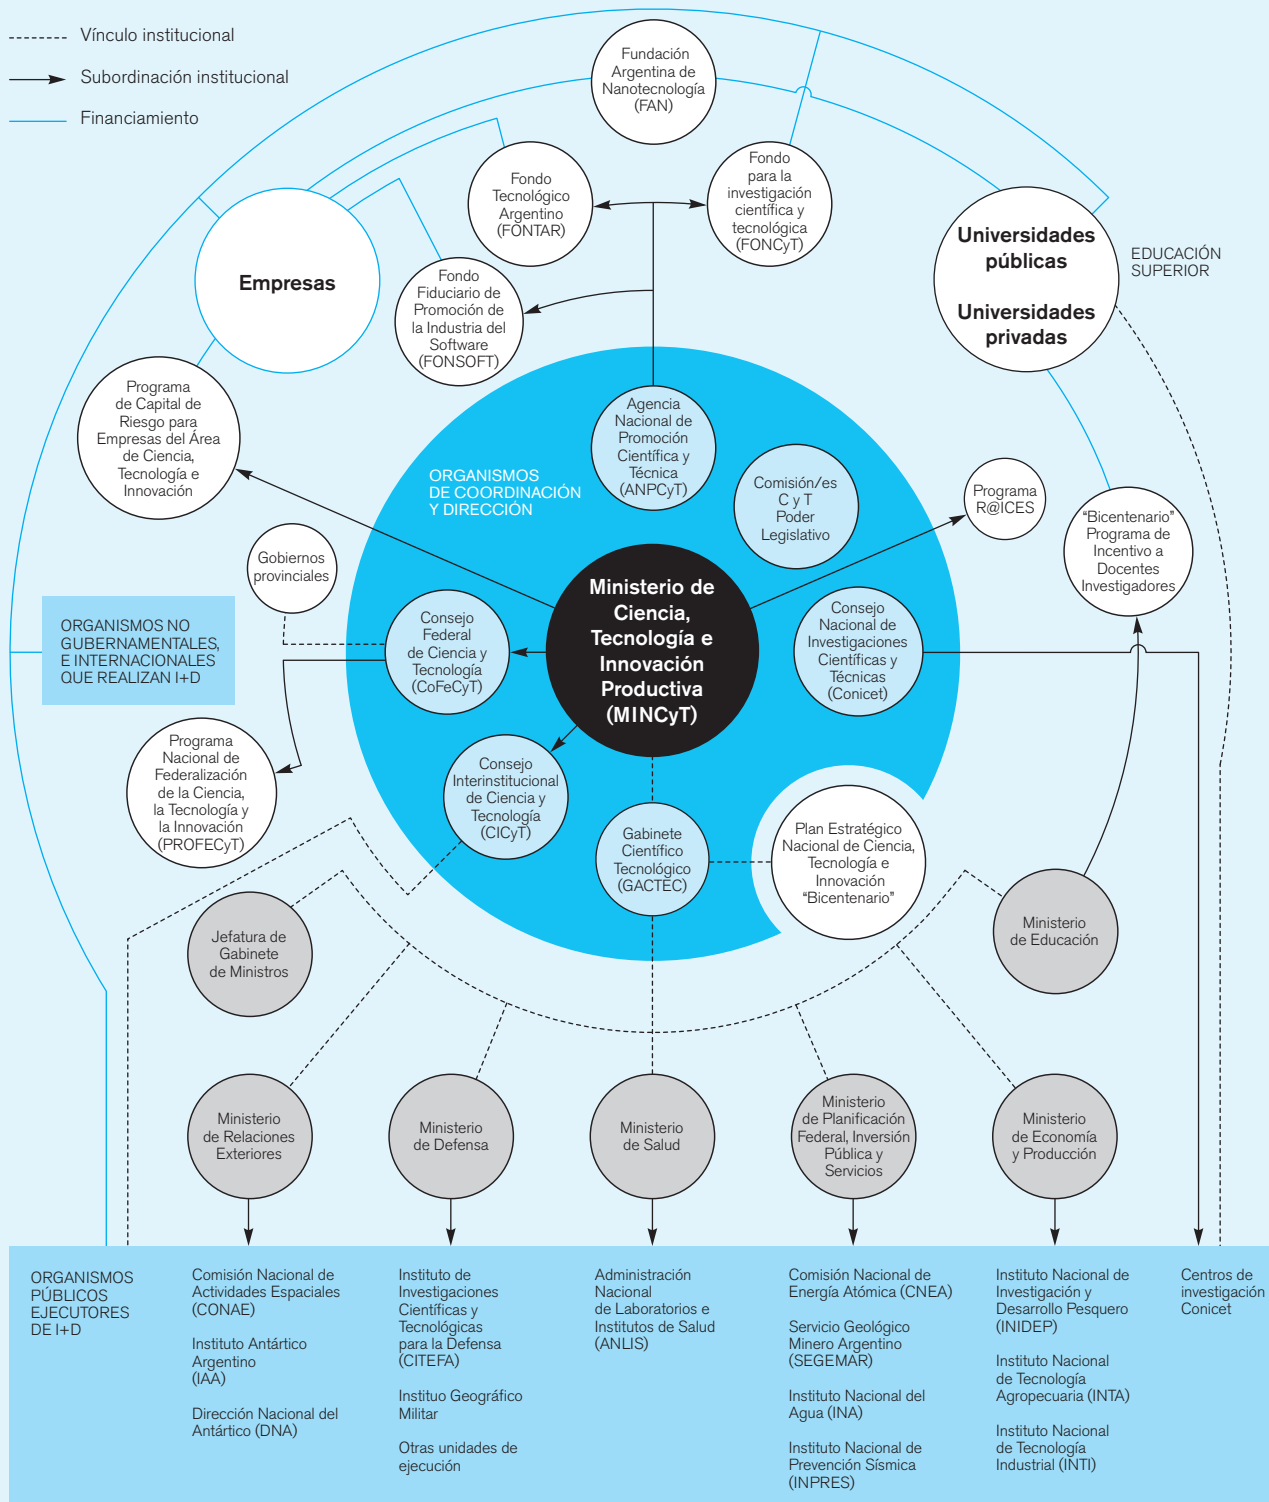 Vínculo institucional
Subordinación institucional
Financiamiento
Fundación
Argentina de
Nanotecnología
(FAN)
Fondo
Tecnológico
Argentino
(FONTAR)
Fondo
para la
investigación
científica y
tecnológica
(FONCyT)
Universidades
públicas
Universidades
privadas
EDUCACIÓN
SUPERIOR
Empresas
Fondo
Fiduciario de
Promoción de
la Industria del
Software
(FONSOFT)
Programa
de Capital de
Riesgo para
Empresas del Área
de Ciencia,
Tecnología e
Innovación
Agencia
Nacional de
Promoción
Científica y
Técnica
(ANPCyT)
ORGANISMOS
DE COORDINACIÓN
Y DIRECCIÓN
Comisión/es
C y T
Poder
Legislativo
Programa
R@ICES
“Bicentenario”
Programa de
Incentivo a
Docentes
Investigadores
Gobiernos
provinciales
Ministerio de
Ciencia,
Tecnología e
Innovación
Productiva
(MINCyT)
Consejo
Federal
de Ciencia y
Tecnología
(CoFeCyT)
Consejo
Nacional de
Investigaciones
Científicas y
Técnicas
(Conicet)
ORGANISMOS NO
GUBERNAMENTALES,
E INTERNACIONALES
QUE REALIZAN I+D
Programa
Nacional de
Federalización
de la Ciencia,
la Tecnología y
la Innovación
(PROFECyT)
Consejo
Interinstitucional
de Ciencia y
Tecnología
(CICyT)
Gabinete
Científico
Tecnológico
(GACTEC)
Plan Estratégico
Nacional de Ciencia,
Tecnología e
Innovación
“Bicentenario”
Jefatura de
Gabinete
de Ministros
Ministerio
de Educación
Ministerio
de Relaciones
Exteriores
Ministerio
de Defensa
Ministerio
de Salud
Ministerio
de Planificación
Federal, Inversión
Pública y
Servicios
Ministerio
de Economía
y Producción
ORGANISMOS
PÚBLICOS
EJECUTORES
DE I+D
Comisión Nacional de
Actividades Espaciales
(CONAE)
Instituto Antártico
Argentino
(IAA)
Dirección Nacional del
Antártico (DNA)
Instituto de
Investigaciones
Científicas y
Tecnológicas
para la Defensa
(CITEFA)
Instituo Geográfico
Militar
Otras unidades de
ejecución
Administración
Nacional
de Laboratorios e
Institutos de Salud
(ANLIS)
Comisión Nacional de
Energía Atómica (CNEA)
Servicio Geológico
Minero Argentino
(SEGEMAR)
Instituto Nacional del
Agua (INA)
Instituto Nacional de
Prevención Sísmica
(INPRES)
Instituto Nacional de
Investigación y
Desarrollo Pesquero
(INIDEP)
Instituto Nacional
de Tecnología
Agropecuaria (INTA)
Instituto Nacional
de Tecnología
Industrial (INTI)
Centros de
investigación
Conicet